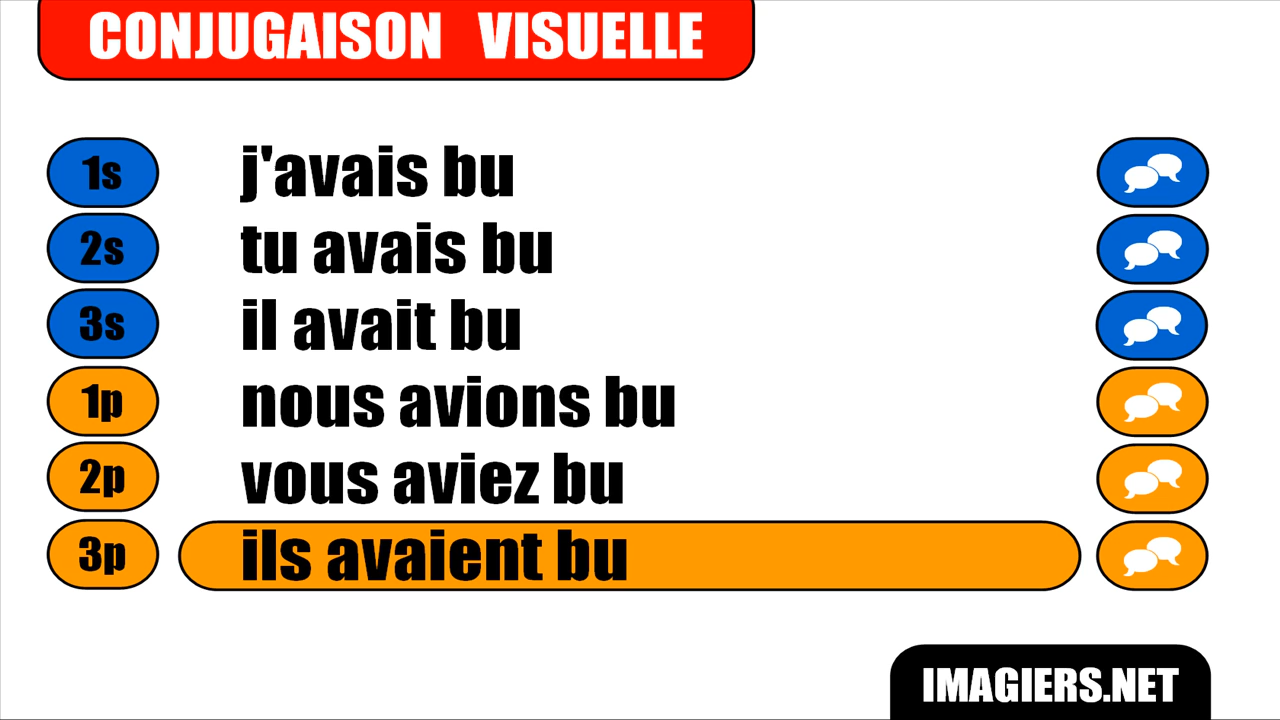 CONJUGAISON VISUELLE
1s j'avais bu
2s tu avais bu
3s il avait bu
1p nous avions bu
2p vous aviez bu
3p ils avaient bu
IMAGIERS.NET